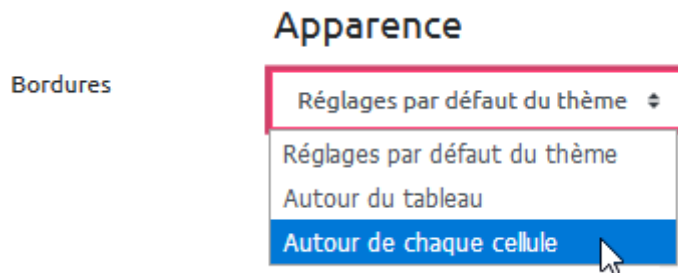 Apparence
Bordures
Réglages par défaut du thème
Réglages par défaut du thème
Autour du tableau
Autour de chaque cellule